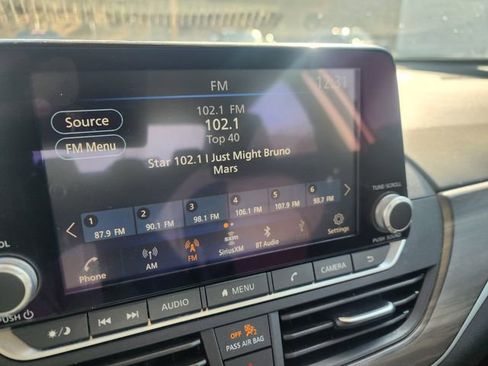 FM
12:31
Source
102.1 FM
102.1
FM Menu
Top 40
Star 102.1 I Just Might Bruno
Mars
1 2 3 4 5 6
87.9 FM 90.1 FM 98.1 FM 106.1 FM 107.9 FM 93.7 FM
Phone AM FM SiriusXM BT Audio Settings
TUNE·SCROLL
PUSH SOUND
OL
PUSH
AUDIO MENU CAMERA
OFF
PASS AIR BAG